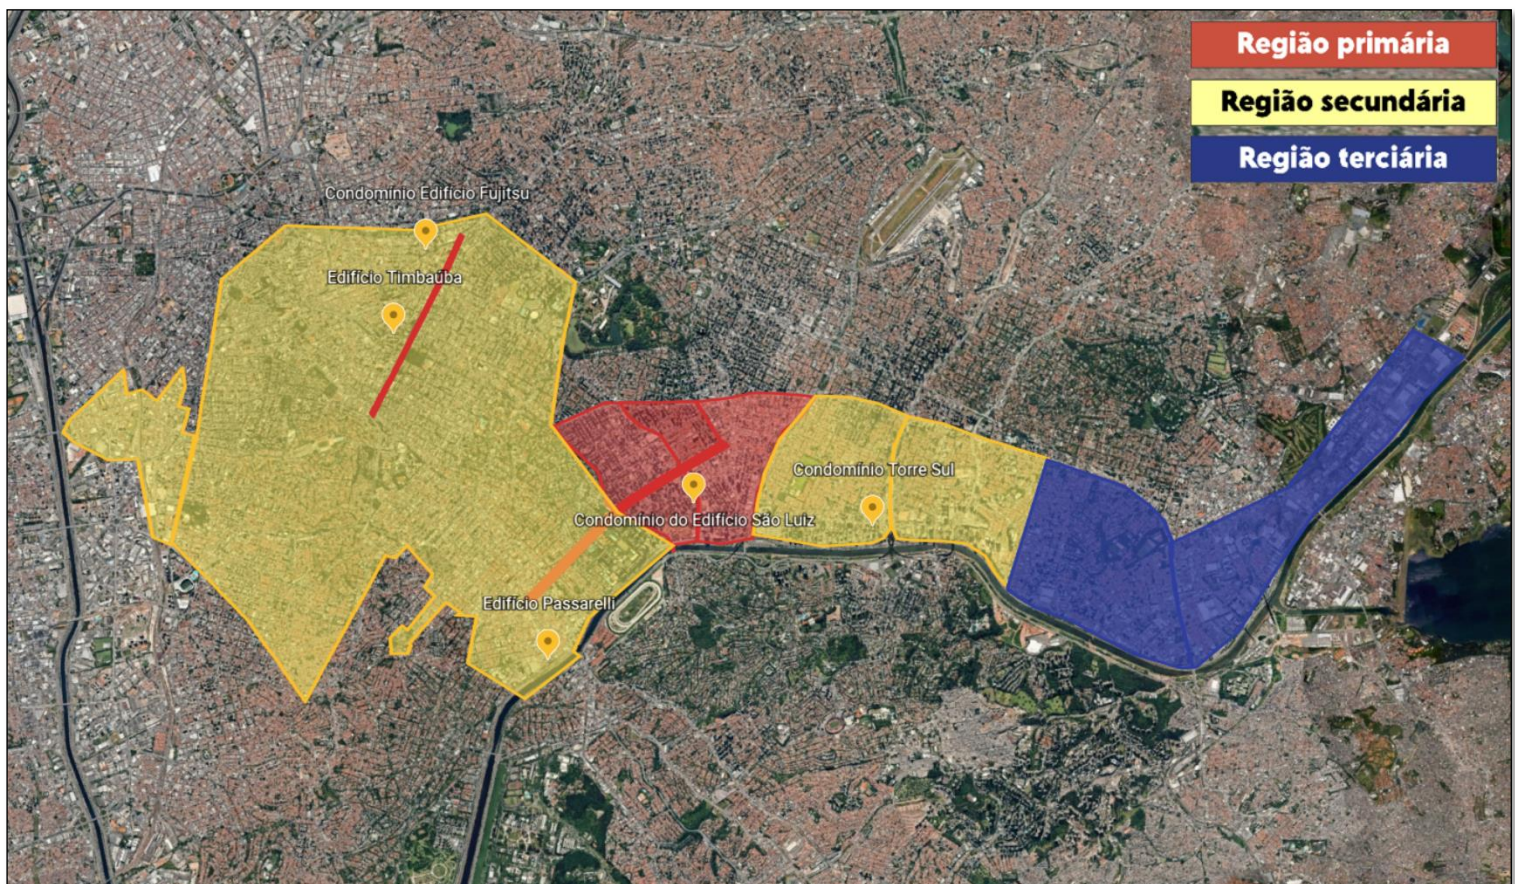 Região primária
Região secundária
Região terciária
Condomínio Edifício Fujitsu
Edifício Timbaúba
Condomínio Torre Sul
Condomínio do Edifício São Luiz
Edifício Passarelli